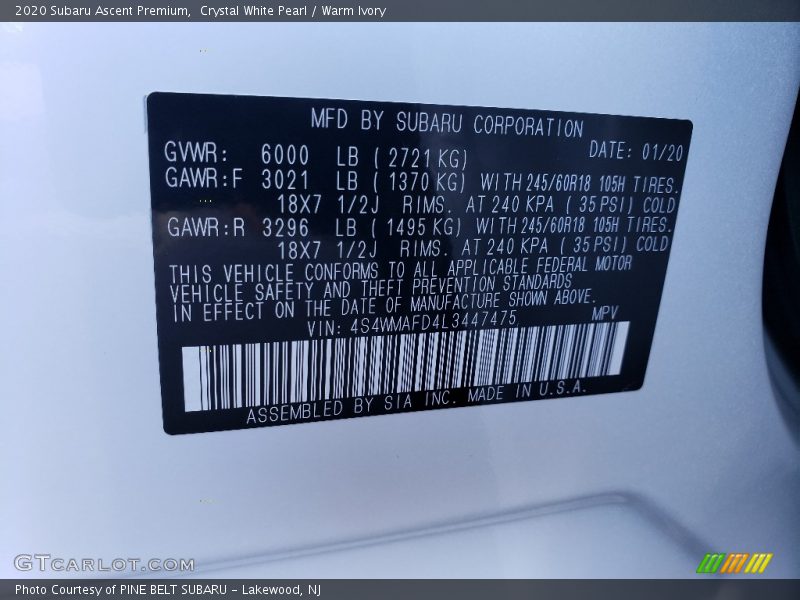 2020 Subaru Ascent Premium, Crystal White Pearl / Warm Ivory
MFD BY SUBARU CORPORATION
GVWR: 6000 LB ( 2721 KG) DATE: 01/20
GAWR:F 3021 LB ( 1370 KG) WITH 245/60R18 105H TIRES.
18X7 1/2J RIMS. AT 240 KPA ( 35 PSI) COLD
GAWR:R 3296 LB ( 1495 KG) WITH 245/60R18 105H TIRES.
18X7 1/2J RIMS. AT 240 KPA ( 35 PSI) COLD
THIS VEHICLE CONFORMS TO ALL APPLICABLE FEDERAL MOTOR
VEHICLE SAFETY AND THEFT PREVENTION STANDARDS
IN EFFECT ON THE DATE OF MANUFACTURE SHOWN ABOVE.
VIN: 4S4WMAFD4L3447475 MPV
ASSEMBLED BY SIA INC. MADE IN U.S.A.
GTCARLOT.COM
Photo Courtesy of PINE BELT SUBARU - Lakewood, NJ